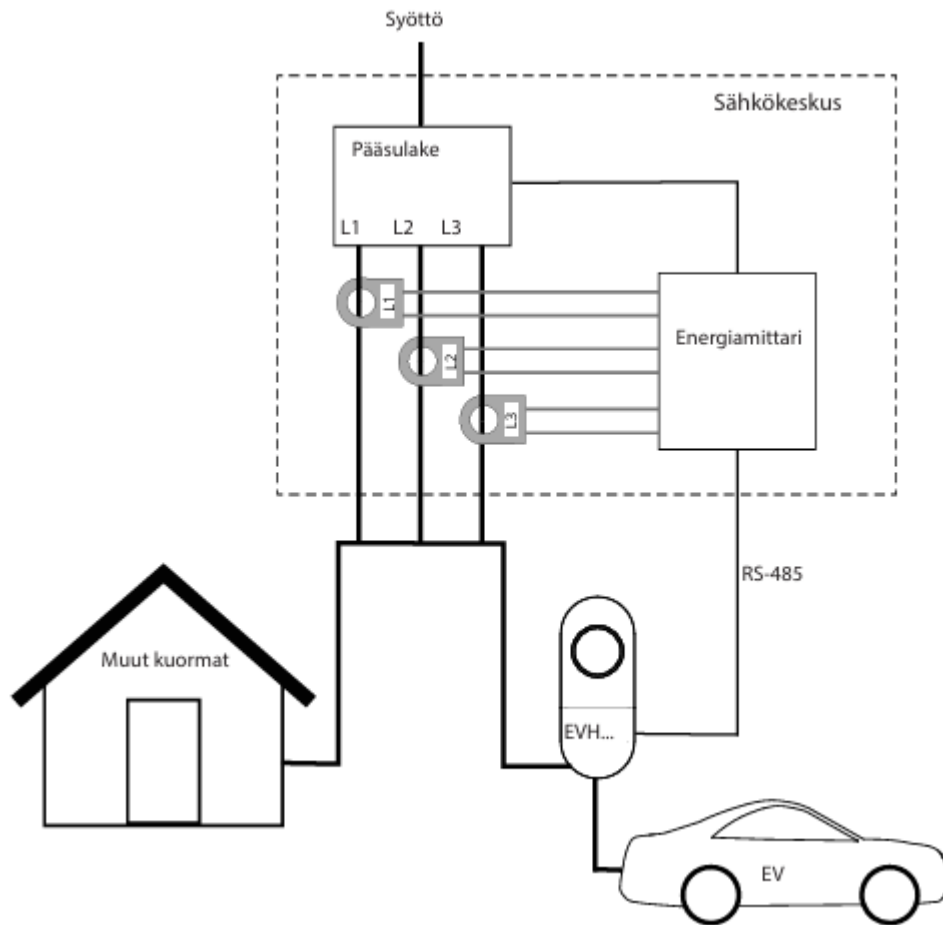 Syöttö
Sähkökeskus
Pääsulake
L1 L2 L3
L1
L2
L3
Energiamittari
RS-485
Muut kuormat
EVH...
EV